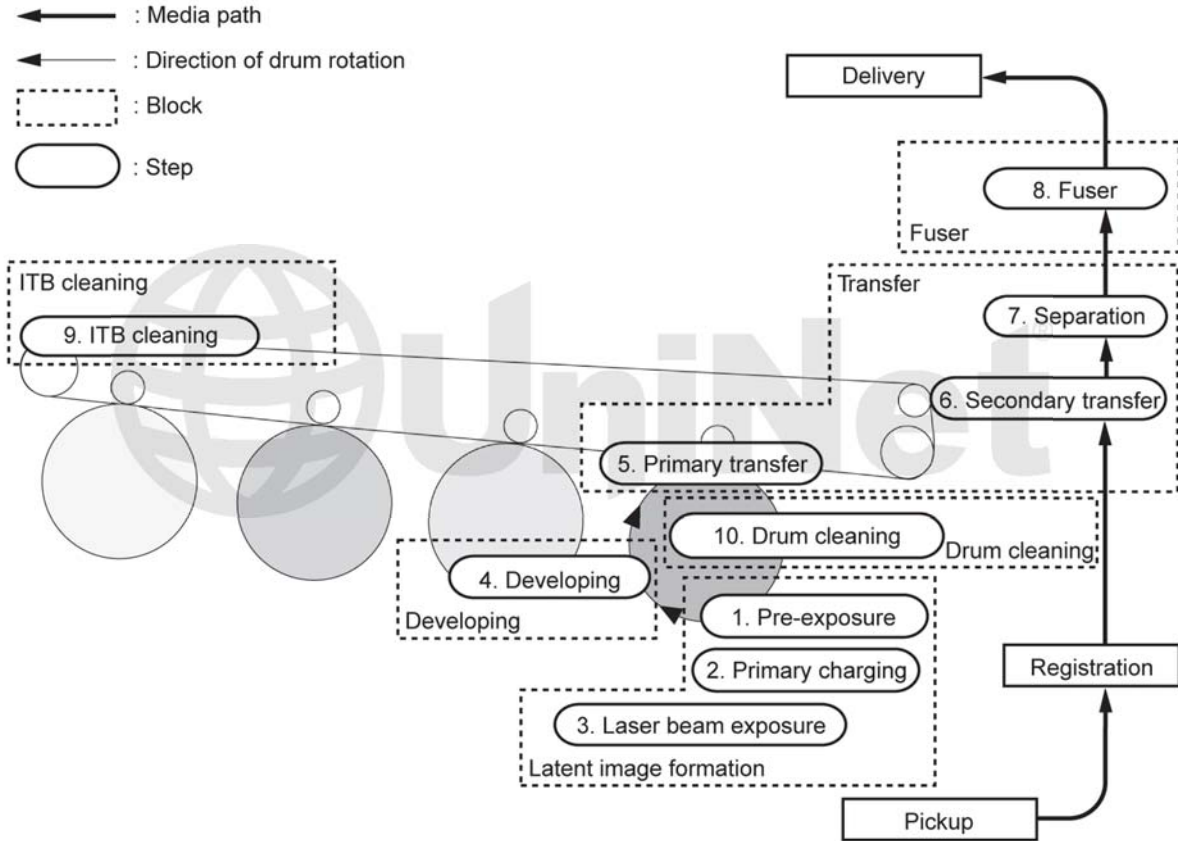 : Media path
: Direction of drum rotation
: Block
: Step
Delivery
8. Fuser
Fuser
Transfer
7. Separation
6. Secondary transfer
ITB cleaning
9. ITB cleaning
UniNet®
5. Primary transfer
10. Drum cleaning
Drum cleaning
4. Developing
Developing
1. Pre-exposure
2. Primary charging
3. Laser beam exposure
Latent image formation
Registration
Pickup